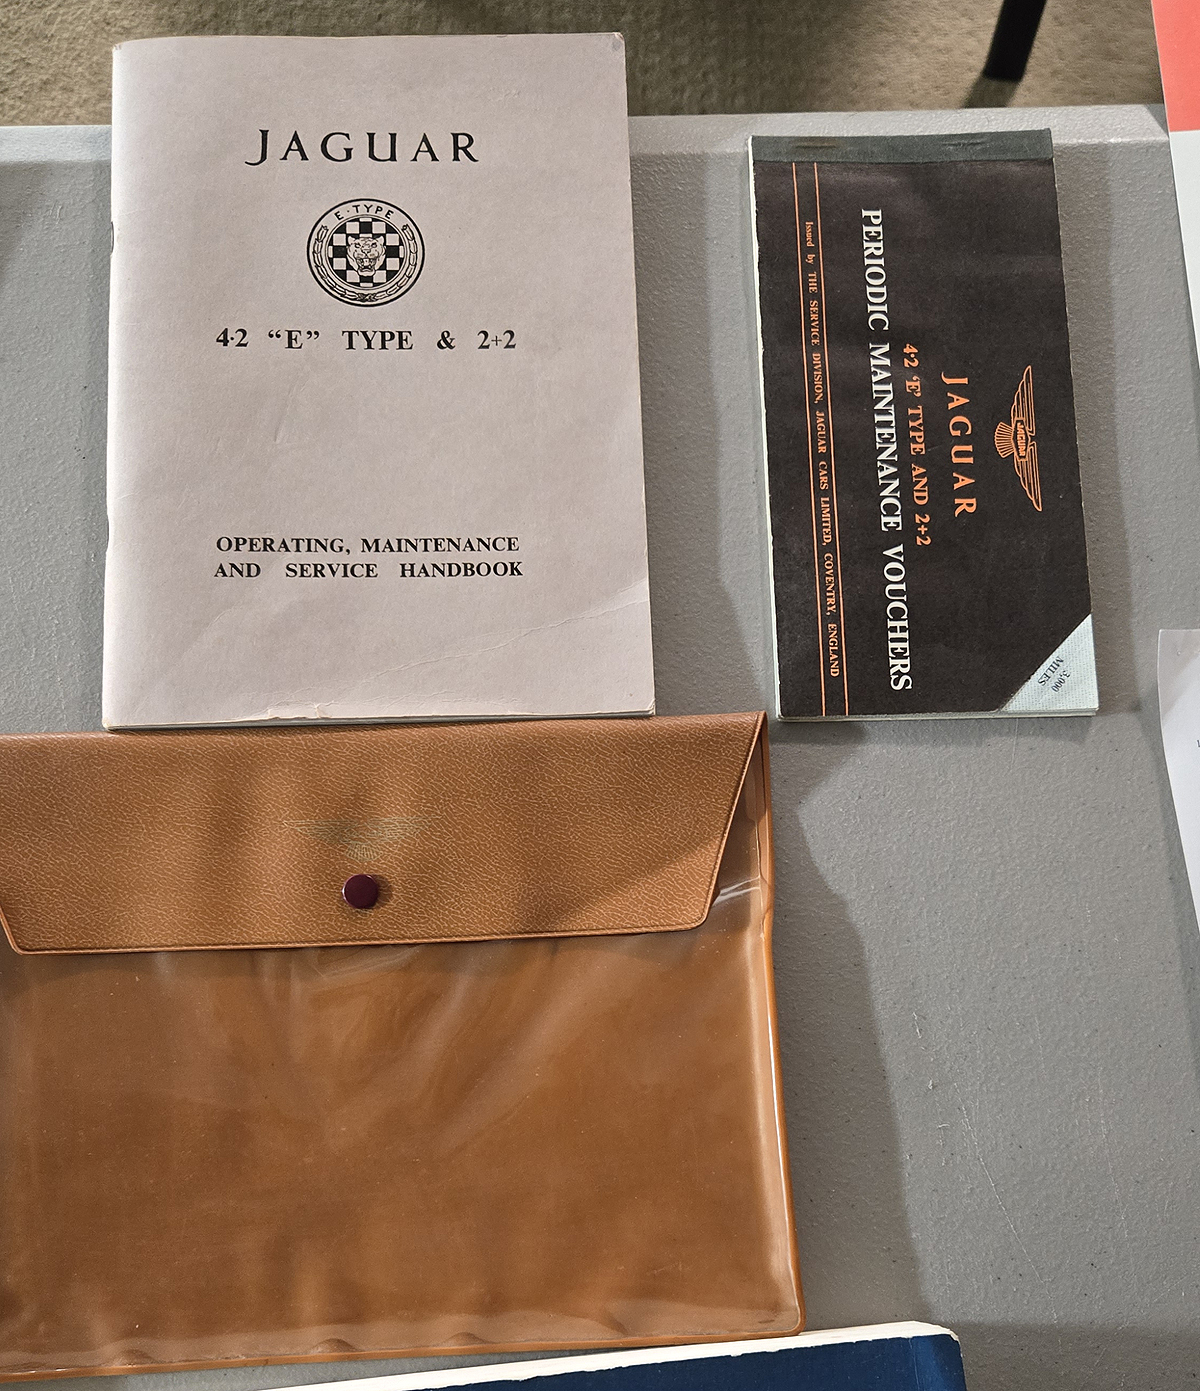 JAGUAR
E·TYPE
4·2 "E" TYPE & 2+2
OPERATING, MAINTENANCE
AND SERVICE HANDBOOK
JAGUAR
JAGUAR
4·2 'E' TYPE AND 2+2
PERIODIC MAINTENANCE VOUCHERS
Issued by THE SERVICE DIVISION, JAGUAR CARS LIMITED, COVENTRY, ENGLAND
3,000
MILES